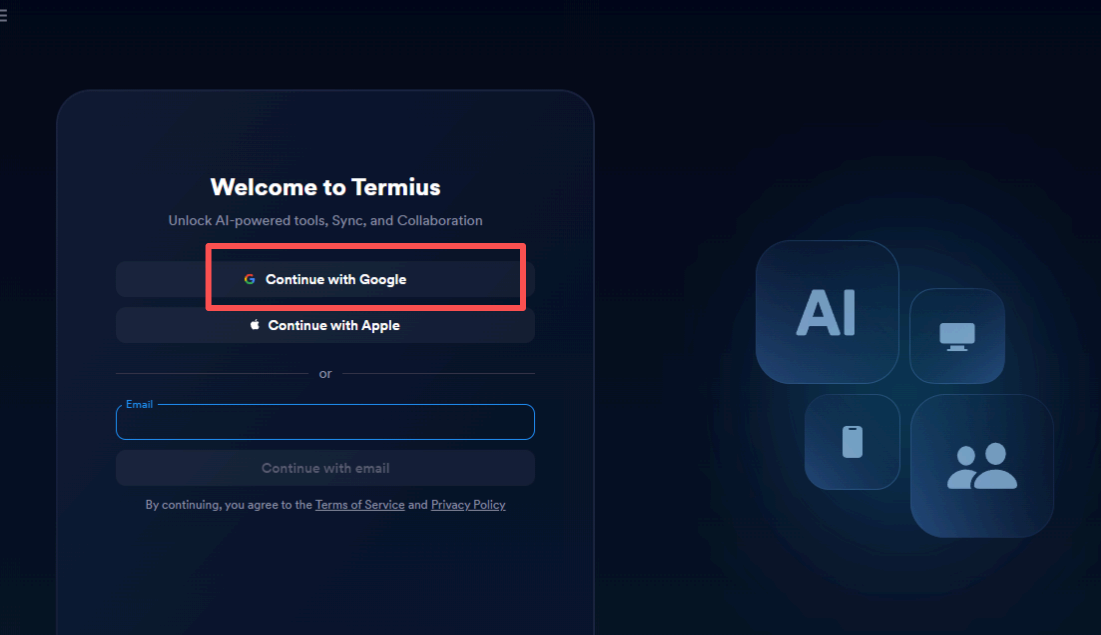 Welcome to Termius
Unlock AI-powered tools, Sync, and Collaboration
Continue with Google
Continue with Apple
or
Email
Continue with email
By continuing, you agree to the Terms of Service and Privacy Policy
AI